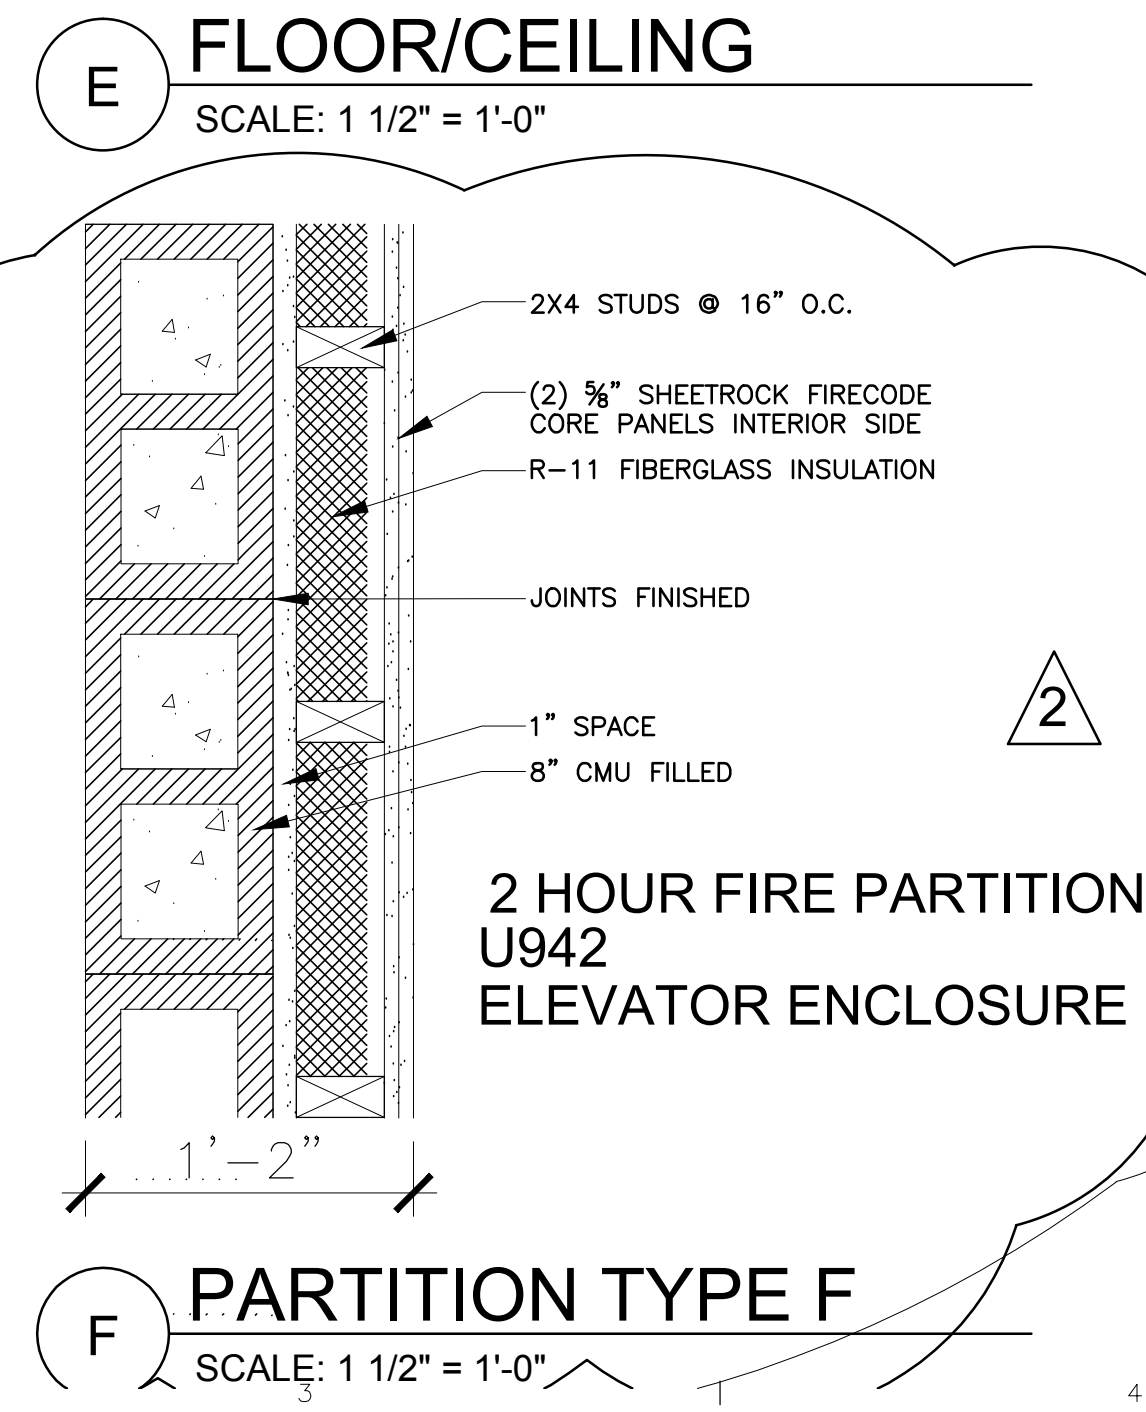 E
FLOOR/CEILING
SCALE: 1 1/2" = 1'-0"
2X4 STUDS @ 16" O.C.
(2) ⅝" SHEETROCK FIRECODE
CORE PANELS INTERIOR SIDE
R-11 FIBERGLASS INSULATION
JOINTS FINISHED
2
1" SPACE
8" CMU FILLED
2 HOUR FIRE PARTITION
U942
ELEVATOR ENCLOSURE
1'-2"
F
PARTITION TYPE F
SCALE: 1 1/2" = 1'-0"
3
4